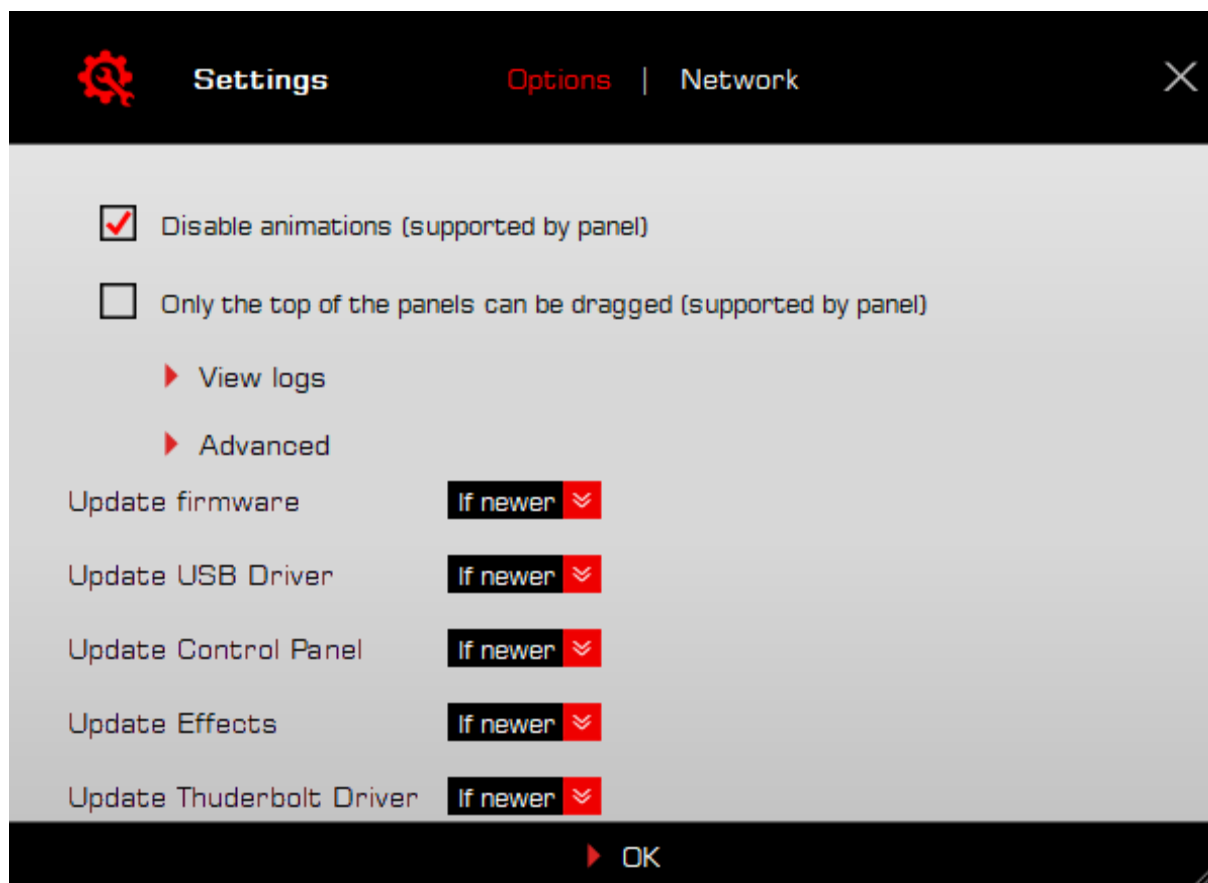 Settings Options | Network
Disable animations (supported by panel)
Only the top of the panels can be dragged (supported by panel)
View logs
Advanced
Update firmware If newer
Update USB Driver If newer
Update Control Panel If newer
Update Effects If newer
Update Thuderbolt Driver If newer
OK